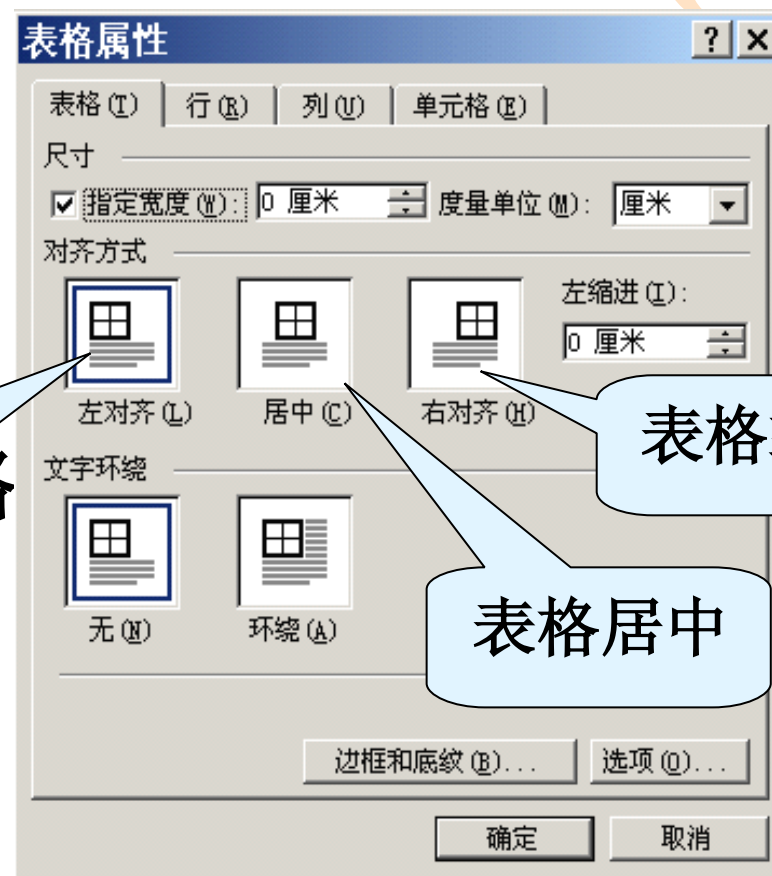 表格属性
表格(T) 行(R) 列(U) 单元格(E)
尺寸
指定宽度(W): 0 厘米 度量单位(M): 厘米
对齐方式
左缩进(I):
0 厘米
左对齐(L) 居中(C) 右对齐(H)
表格
格
文字环绕
无(N) 环绕(A)
表格居中
边框和底纹(B)... 选项(O)...
确定 取消